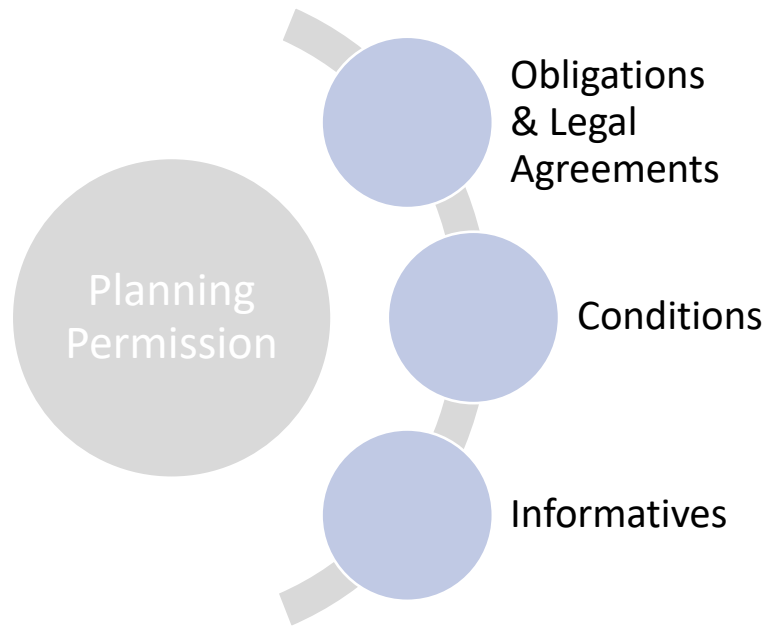 Obligations
& Legal
Agreements
Planning
Permission
Conditions
Informatives